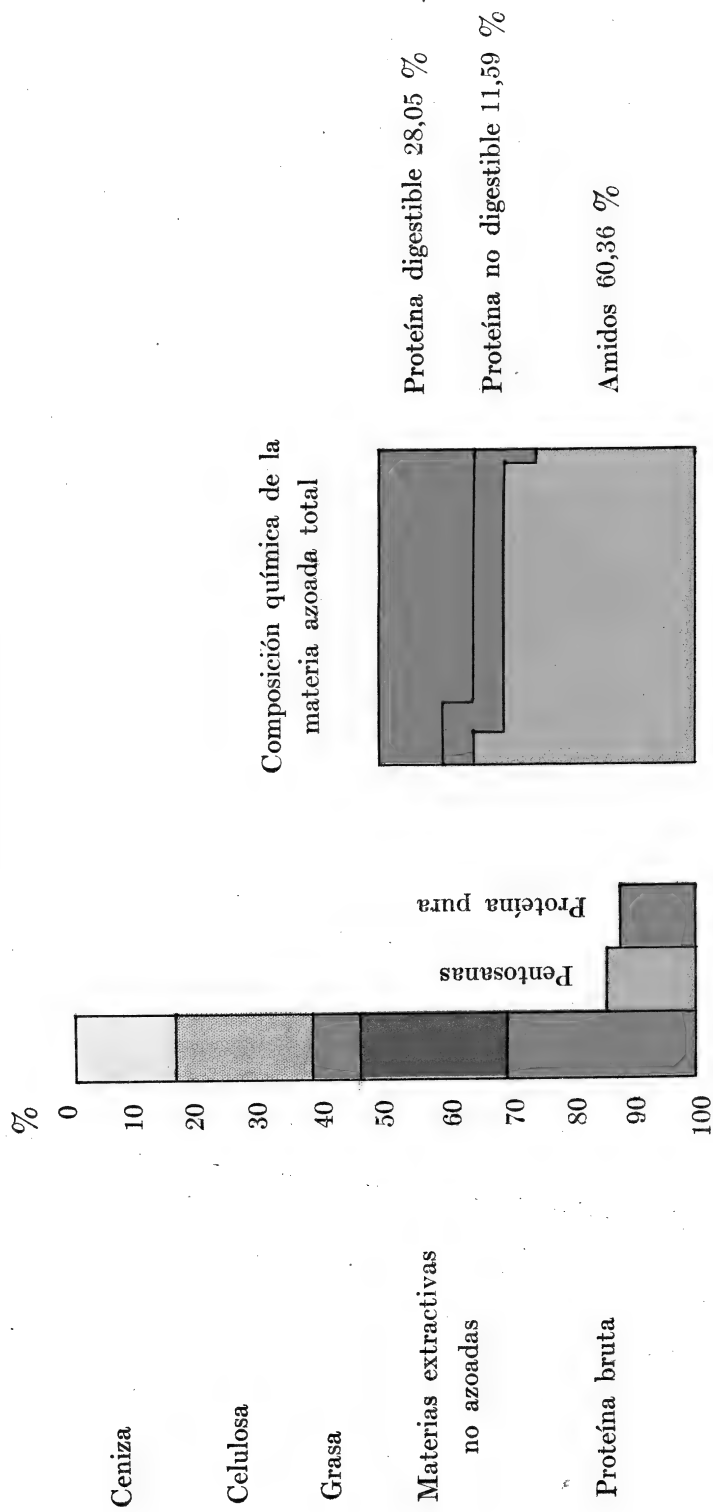 %
0
10
20
30
40
50
60
70
80
90
100
Ceniza
Celulosa
Grasa
Materias extractivas
no azoadas
Proteína bruta
Pentosanas
Proteína pura
Composición química de la
materia azoada total
Proteína digestible 28,05 %
Proteína no digestible 11,59 %
Amidos 60,36 %